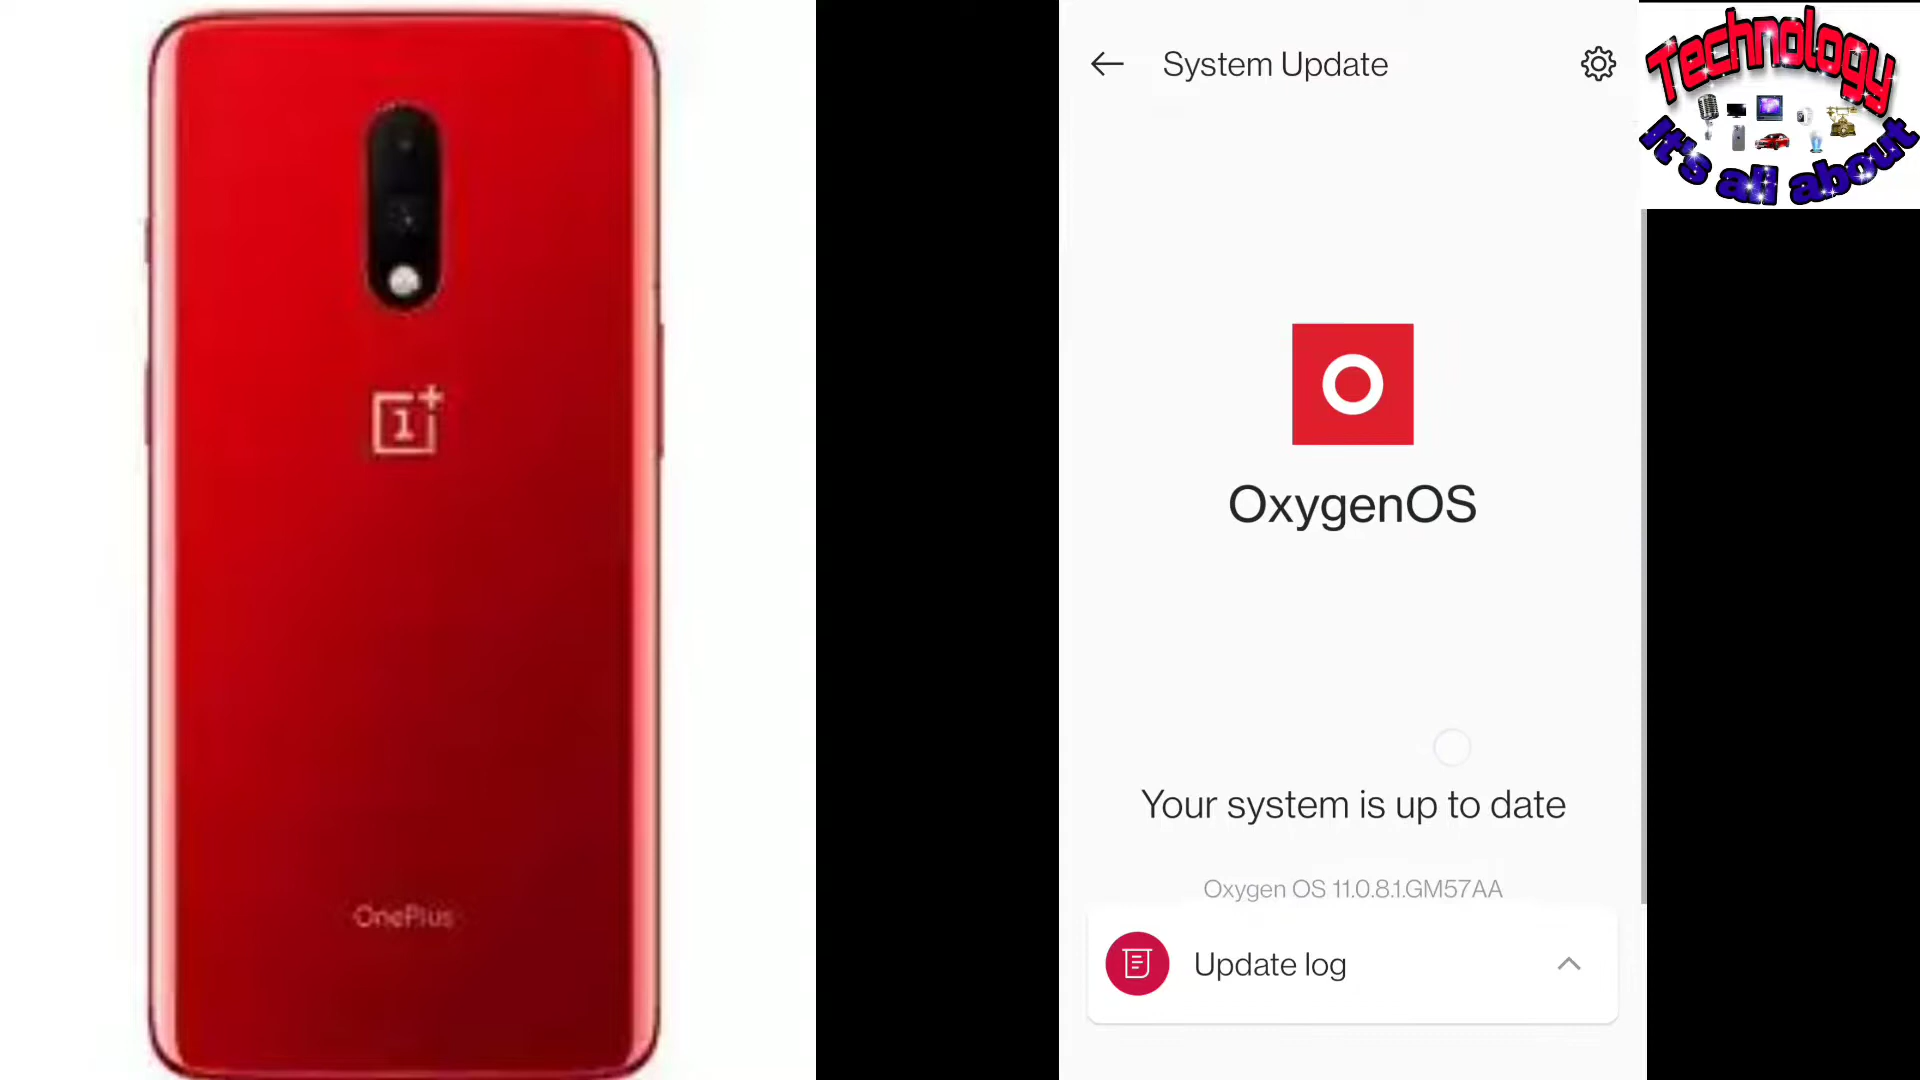 1+
OnePlus
System Update
OxygenOS
Your system is up to date
Oxygen OS 11.0.8.1.GM57AA
Update log
Technology
It's all about